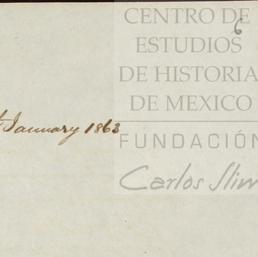 CENTRO DE
6
ESTUDIOS
DE HISTORIA
DE MEXICO
January 1863
FUNDACIÓN
Carlos Slim